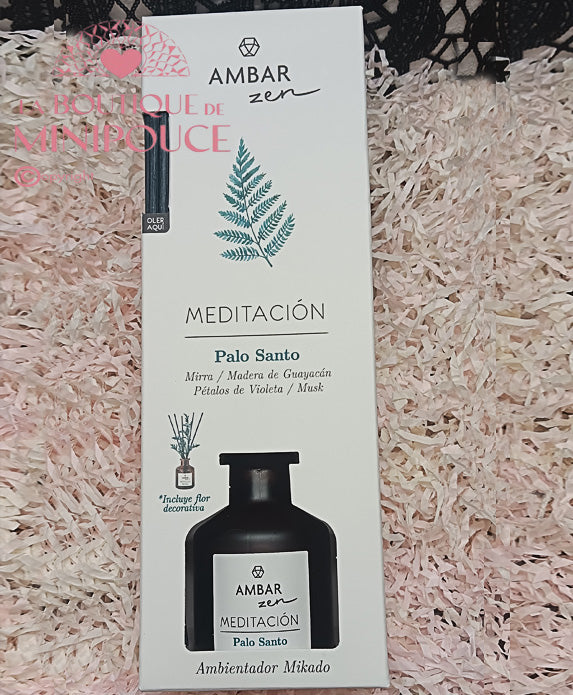 AMBAR
zen
LA BOUTIQUE DE
MINIPOUCE
OLER
AQUÍ
MEDITACIÓN
Palo Santo
Mirra / Madera de Guayacán
Pétalos de Violeta / Musk
*Incluye flor
decorativa
AMBAR
zen
MEDITACIÓN
Palo Santo
Ambientador Mikado